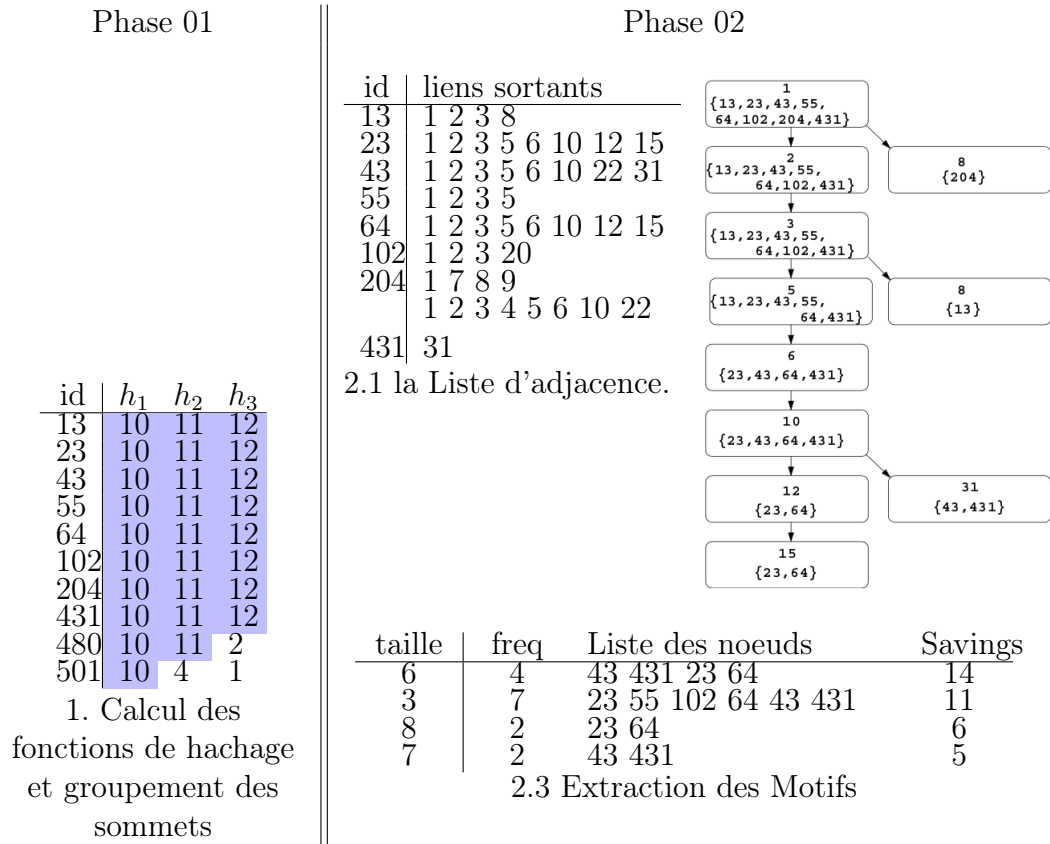 Phase 01
id h₁ h₂ h₃
13 10 11 12
23 10 11 12
43 10 11 12
55 10 11 12
64 10 11 12
102 10 11 12
204 10 11 12
431 10 11 12
480 10 11 2
501 10 4 1
1. Calcul des
fonctions de hachage
et groupement des
sommets
Phase 02
id liens sortants
13 1 2 3 8
23 1 2 3 5 6 10 12 15
43 1 2 3 5 6 10 22 31
55 1 2 3 5
64 1 2 3 5 6 10 12 15
102 1 2 3 20
204 1 7 8 9
1 2 3 4 5 6 10 22
431 31
2.1 la Liste d'adjacence.
1
{13,23,43,55,
64,102,204,431}
2
{13,23,43,55,
64,102,431}
8
{204}
3
{13,23,43,55,
64,102,431}
5
{13,23,43,55,
64,431}
8
{13}
6
{23,43,64,431}
10
{23,43,64,431}
12
{23,64}
31
{43,431}
15
{23,64}
taille freq Liste des noeuds Savings
6 4 43 431 23 64 14
3 7 23 55 102 64 43 431 11
8 2 23 64 6
7 2 43 431 5
2.3 Extraction des Motifs